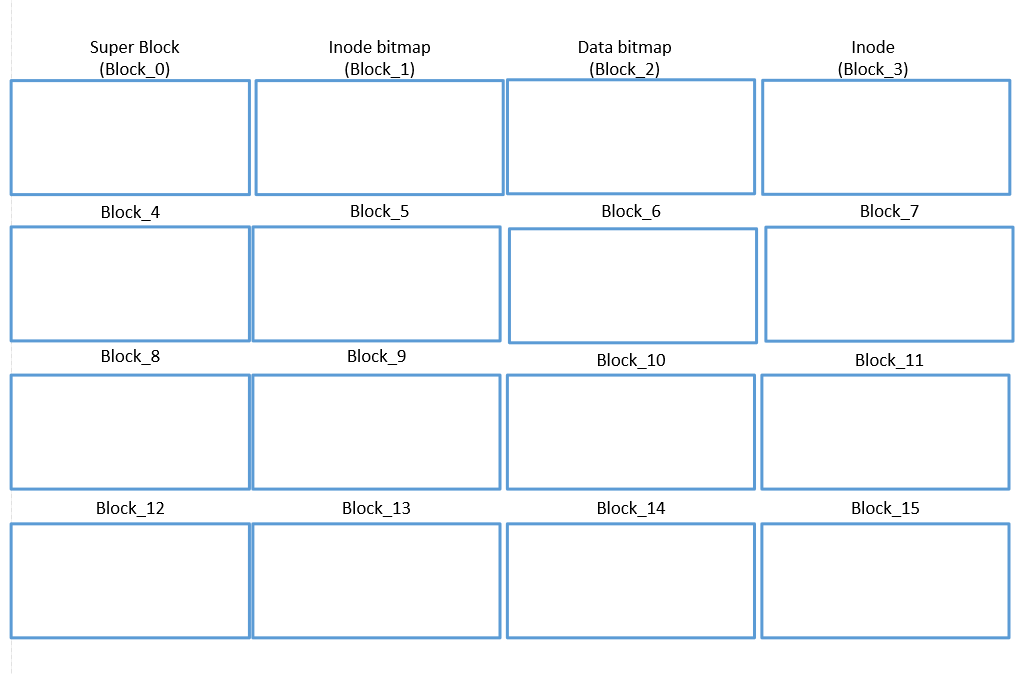 Super Block
(Block_0)
Inode bitmap
(Block_1)
Data bitmap
(Block_2)
Inode
(Block_3)
Block_4
Block_5
Block_6
Block_7
Block_8
Block_9
Block_10
Block_11
Block_12
Block_13
Block_14
Block_15